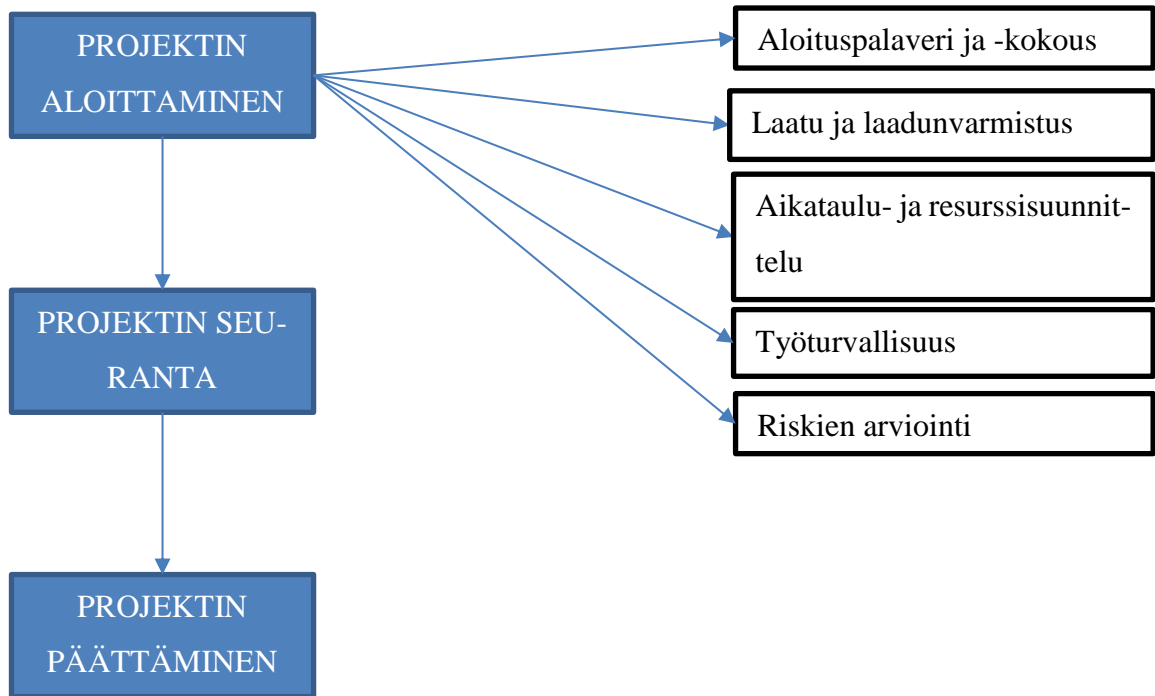 PROJEKTIN
ALOITTAMINEN
Aloituspalaveri ja -kokous
Laatu ja laadunvarmistus
Aikataulu- ja resurssisuunnit-
telu
PROJEKTIN SEU-
RANTA
Työturvallisuus
Riskien arviointi
PROJEKTIN
PÄÄTTÄMINEN